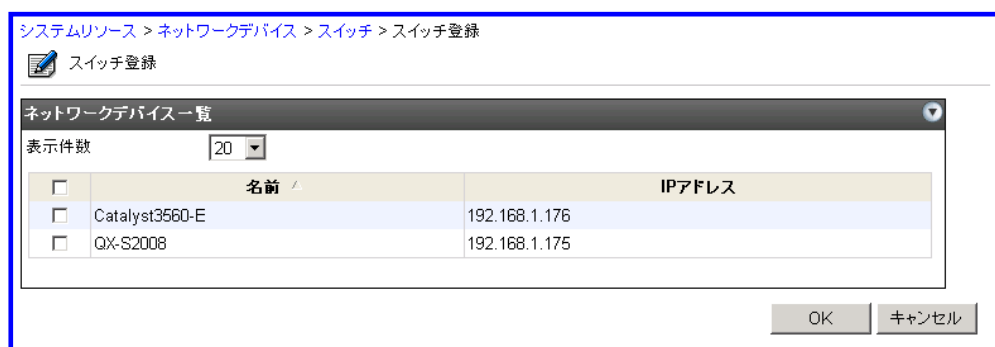 システムリソース > ネットワークデバイス > スイッチ > スイッチ登録
スイッチ登録
ネットワークデバイス一覧
表示件数 20
名前 IPアドレス
Catalyst3560-E 192.168.1.176
QX-S2008 192.168.1.175
OK キャンセル